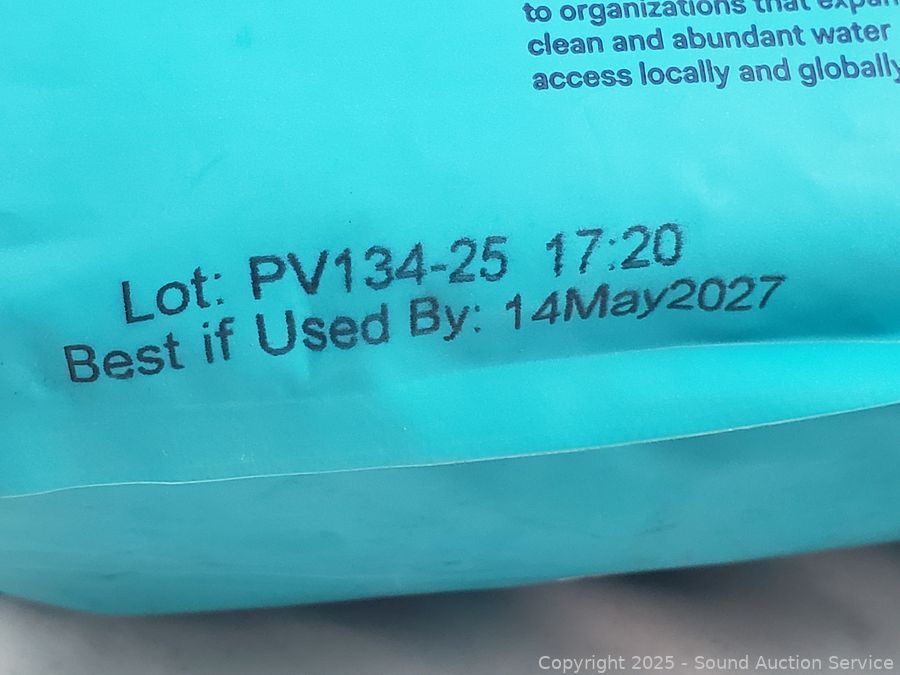 to organizations that expan
clean and abundant water
access locally and globally
Lot: PV134-25 17:20
Best if Used By: 14May2027
Copyright 2025 - Sound Auction Service